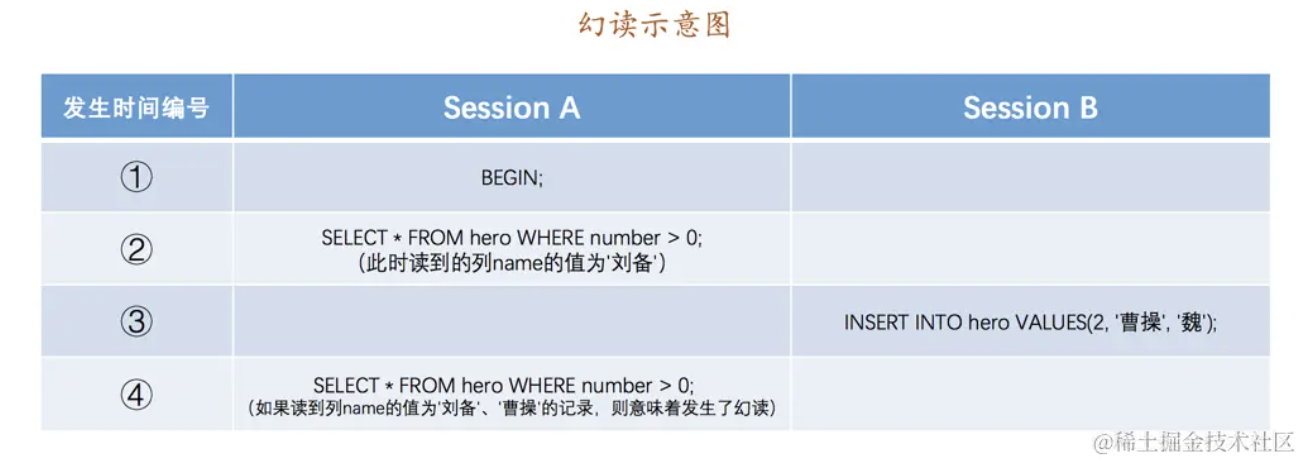 幻读示意图
发生时间编号 Session A Session B
① BEGIN;
② SELECT * FROM hero WHERE number > 0;
（此时读到的列name的值为'刘备'）
③ INSERT INTO hero VALUES(2, '曹操', '魏');
④ SELECT * FROM hero WHERE number > 0;
（如果读到列name的值为'刘备'、'曹操'的记录，则意味着发生了幻读）
@稀土掘金技术社区